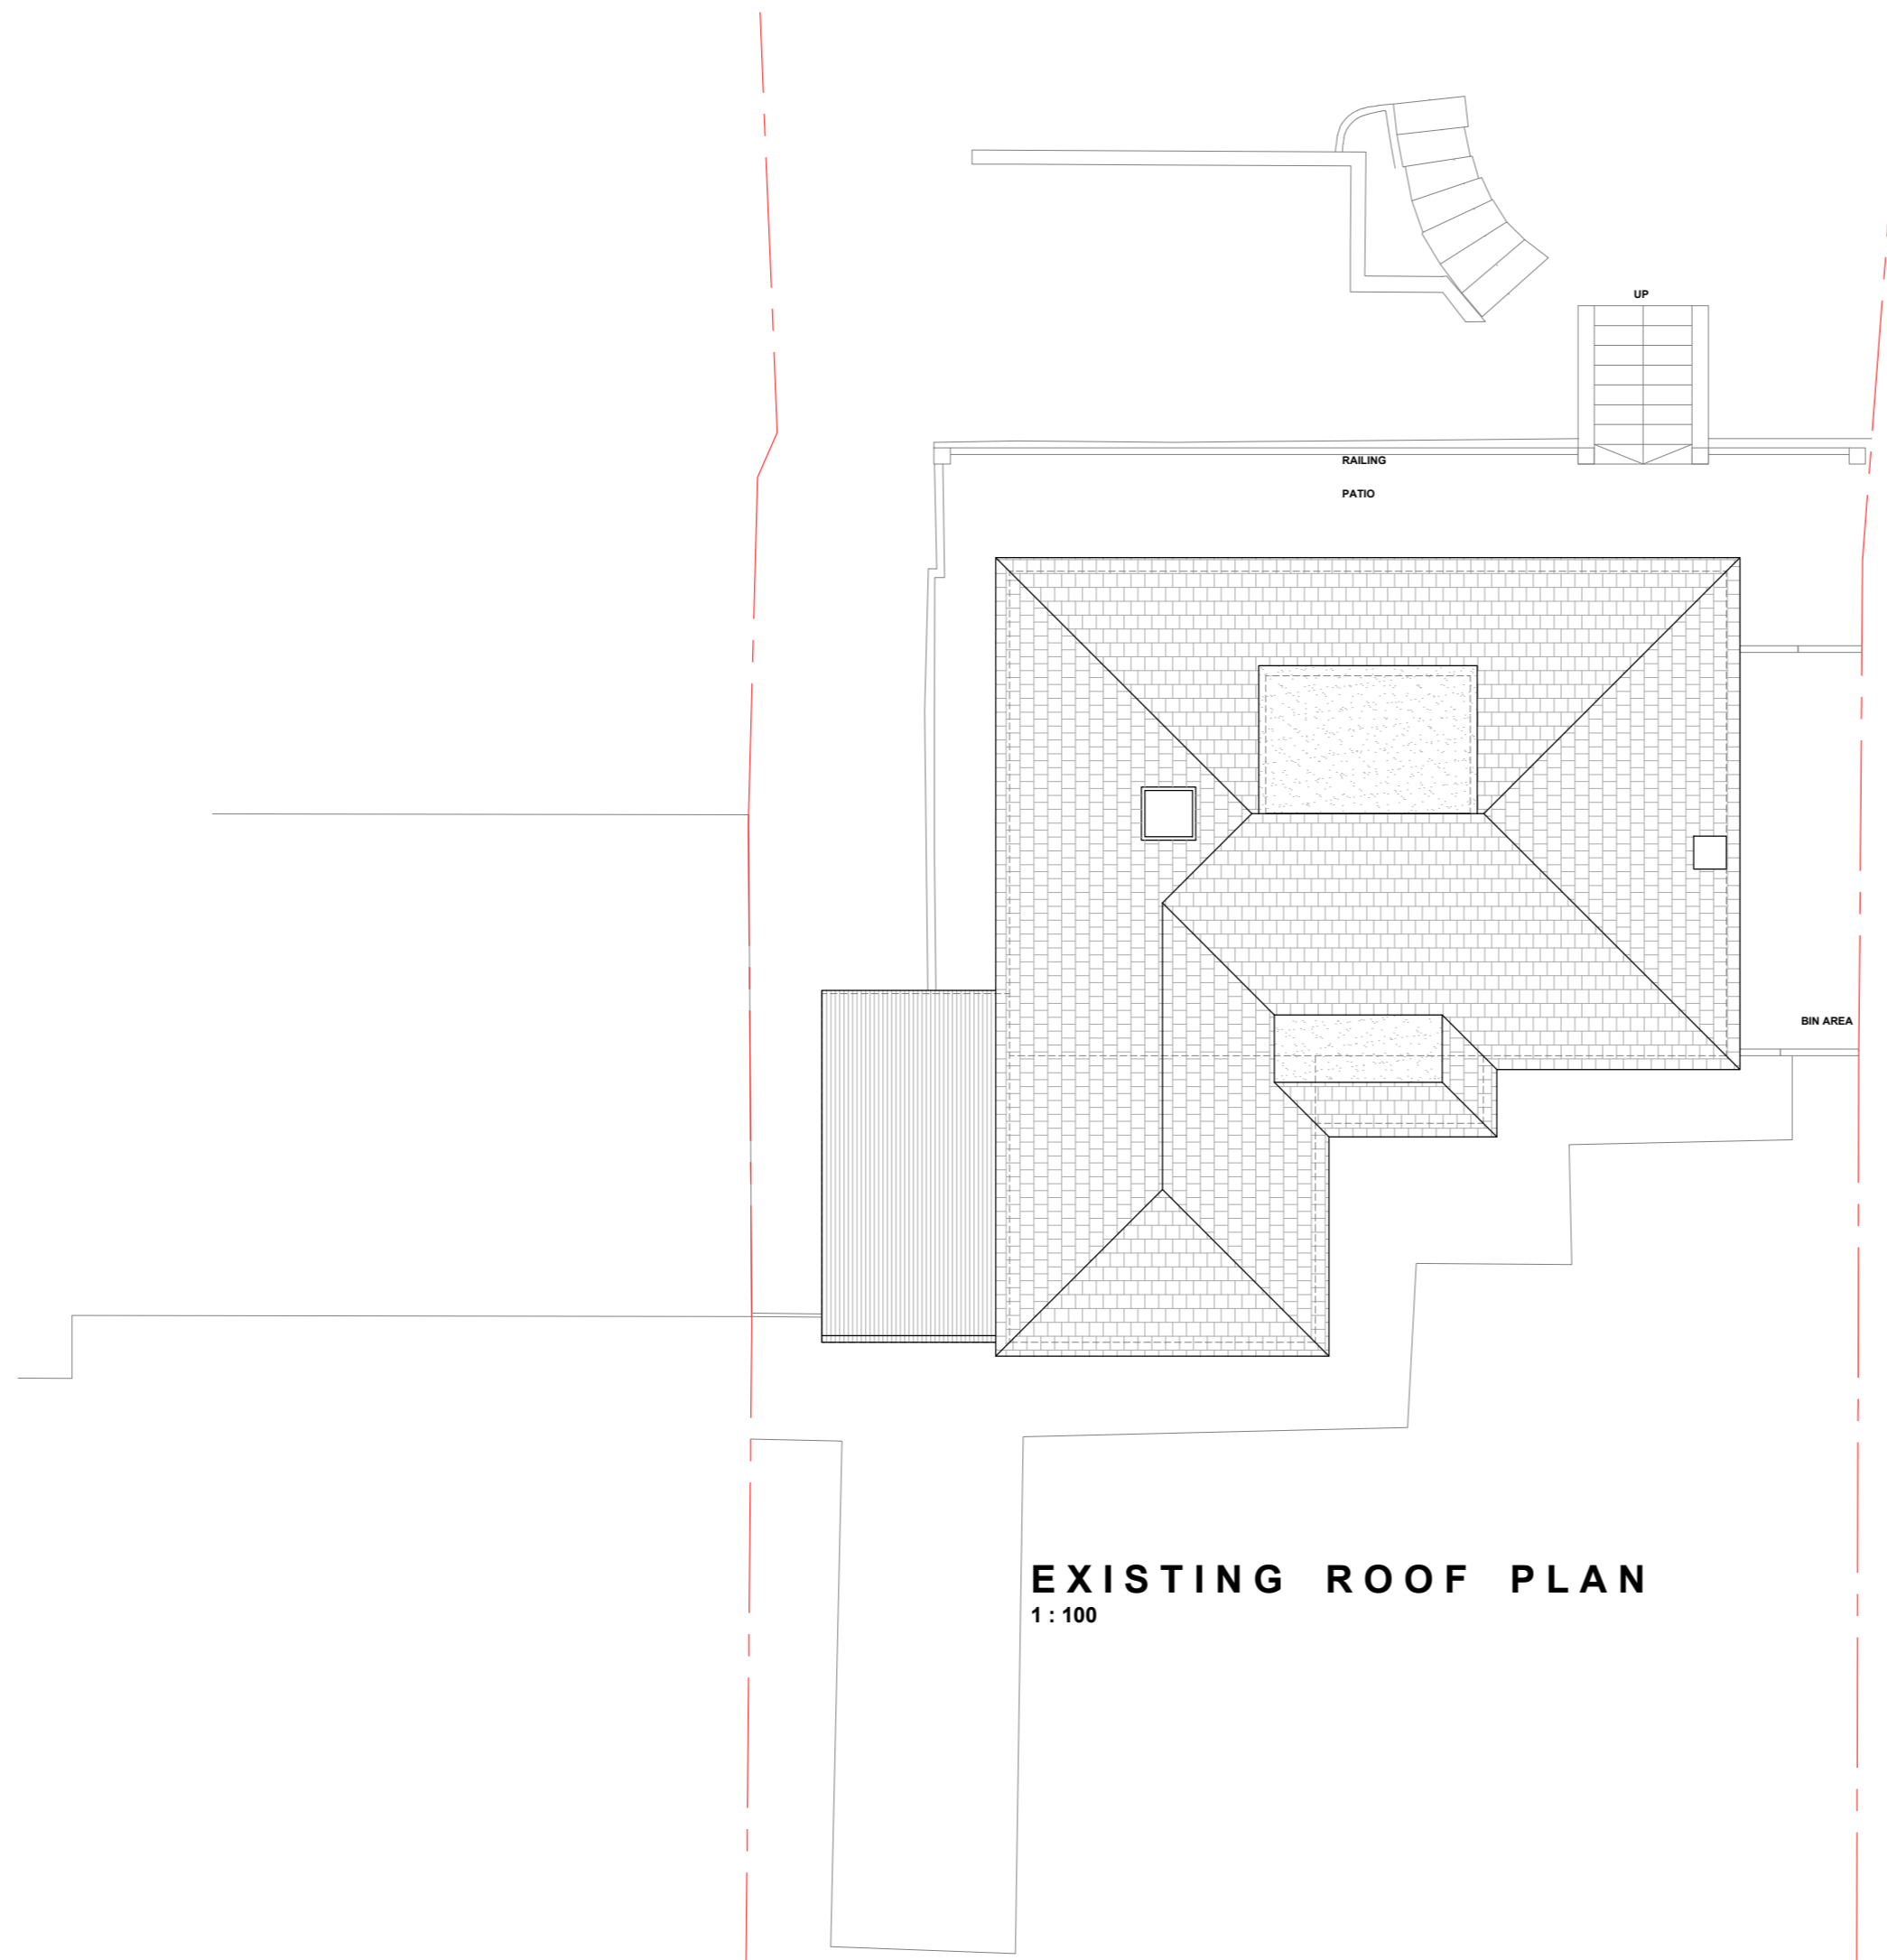 UP
RAILING
PATIO
BIN AREA
EXISTING ROOF PLAN
1 : 100